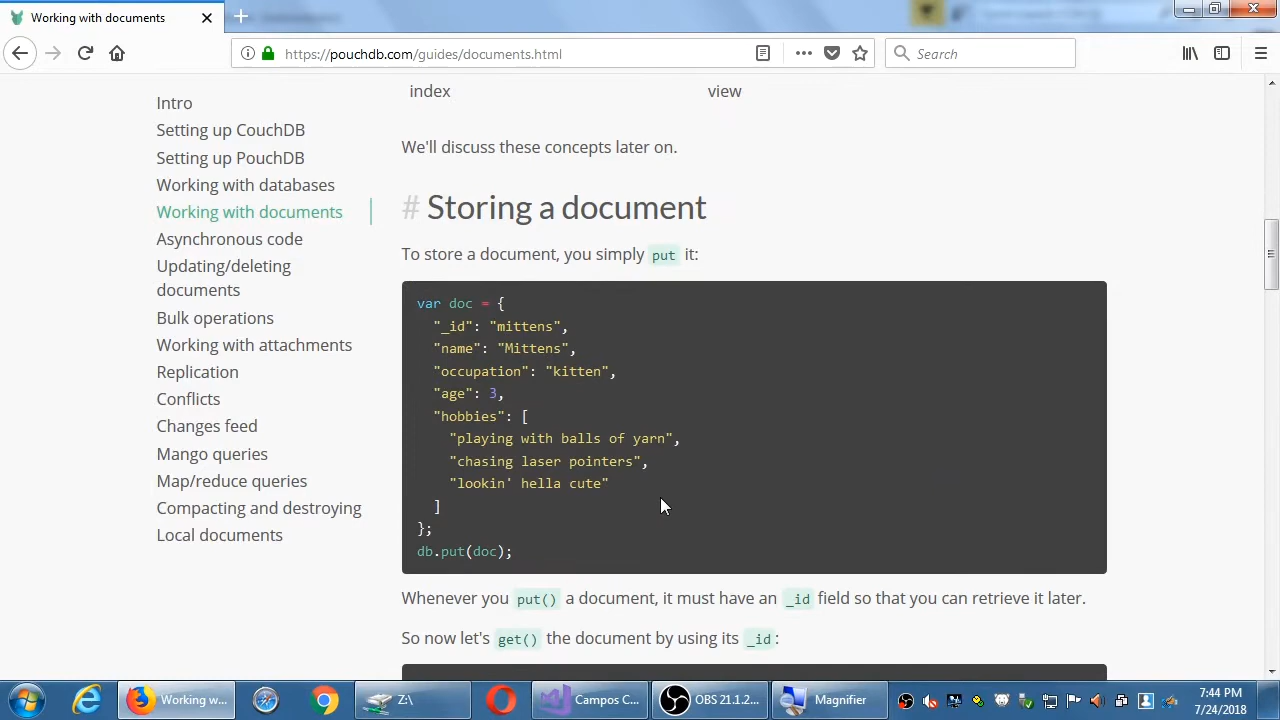 Working with documents
https://pouchdb.com/guides/documents.html
Search
Intro
Setting up CouchDB
Setting up PouchDB
Working with databases
Working with documents
Asynchronous code
Updating/deleting
documents
Bulk operations
Working with attachments
Replication
Conflicts
Changes feed
Mango queries
Map/reduce queries
Compacting and destroying
Local documents
index view
We'll discuss these concepts later on.
# Storing a document
To store a document, you simply put it:
var doc = {
"_id": "mittens",
"name": "Mittens",
"occupation": "kitten",
"age": 3,
"hobbies": [
"playing with balls of yarn",
"chasing laser pointers",
"lookin' hella cute"
]
};
db.put(doc);
Whenever you put() a document, it must have an _id field so that you can retrieve it later.
So now let's get() the document by using its _id:
Working w...
Z:\
Campos C...
OBS 21.1.2...
Magnifier
7:44 PM
7/24/2018